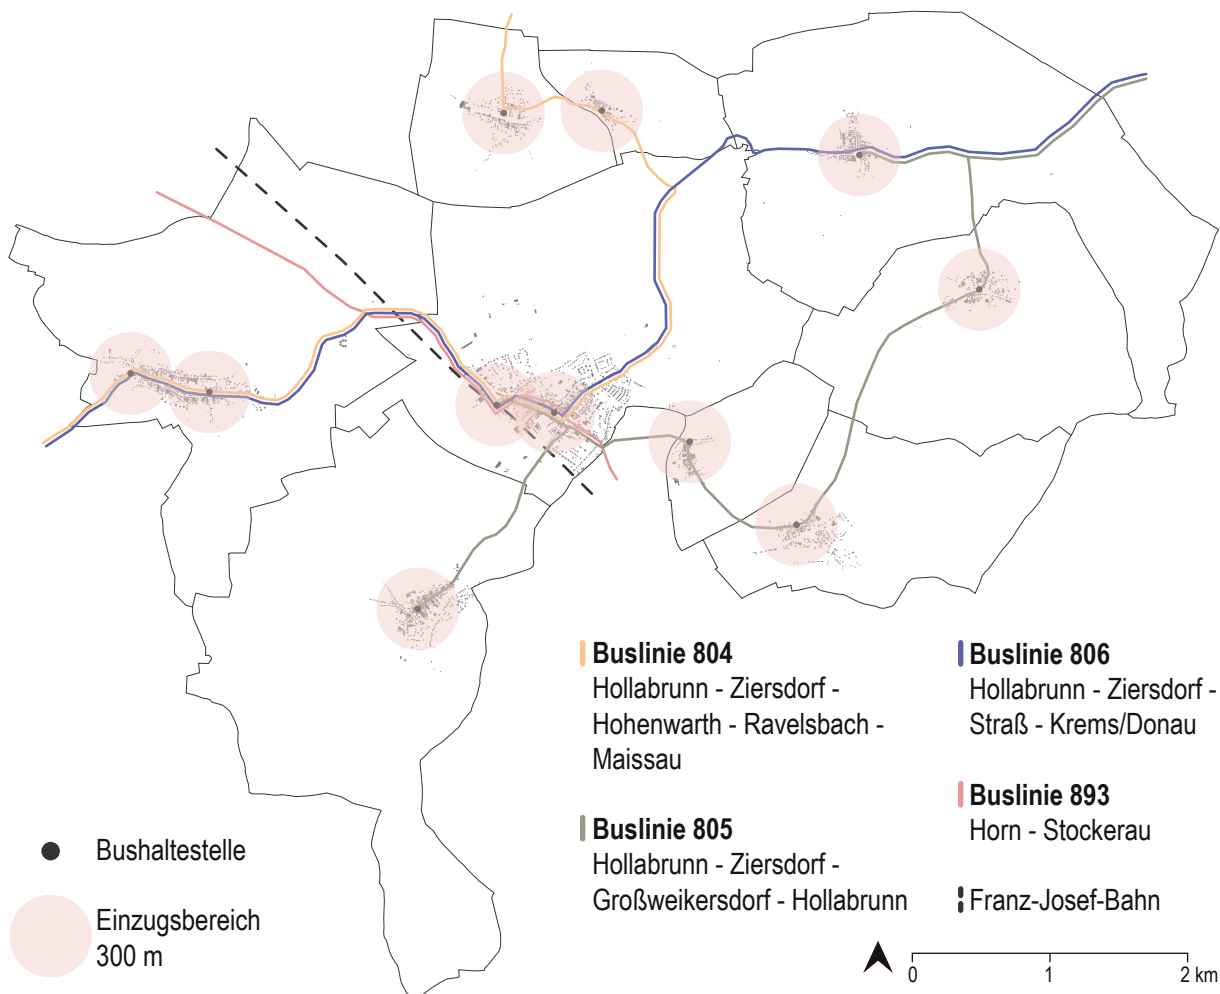 Buslinie 804
Hollabrunn - Ziersdorf -
Hohenwarth - Ravelsbach -
Maissau
Buslinie 805
Hollabrunn - Ziersdorf -
Großweikersdorf - Hollabrunn
Buslinie 806
Hollabrunn - Ziersdorf -
Straß - Krems/Donau
Buslinie 893
Horn - Stockerau
Franz-Josef-Bahn
Bushaltestelle
Einzugsbereich
300 m
0 1 2 km